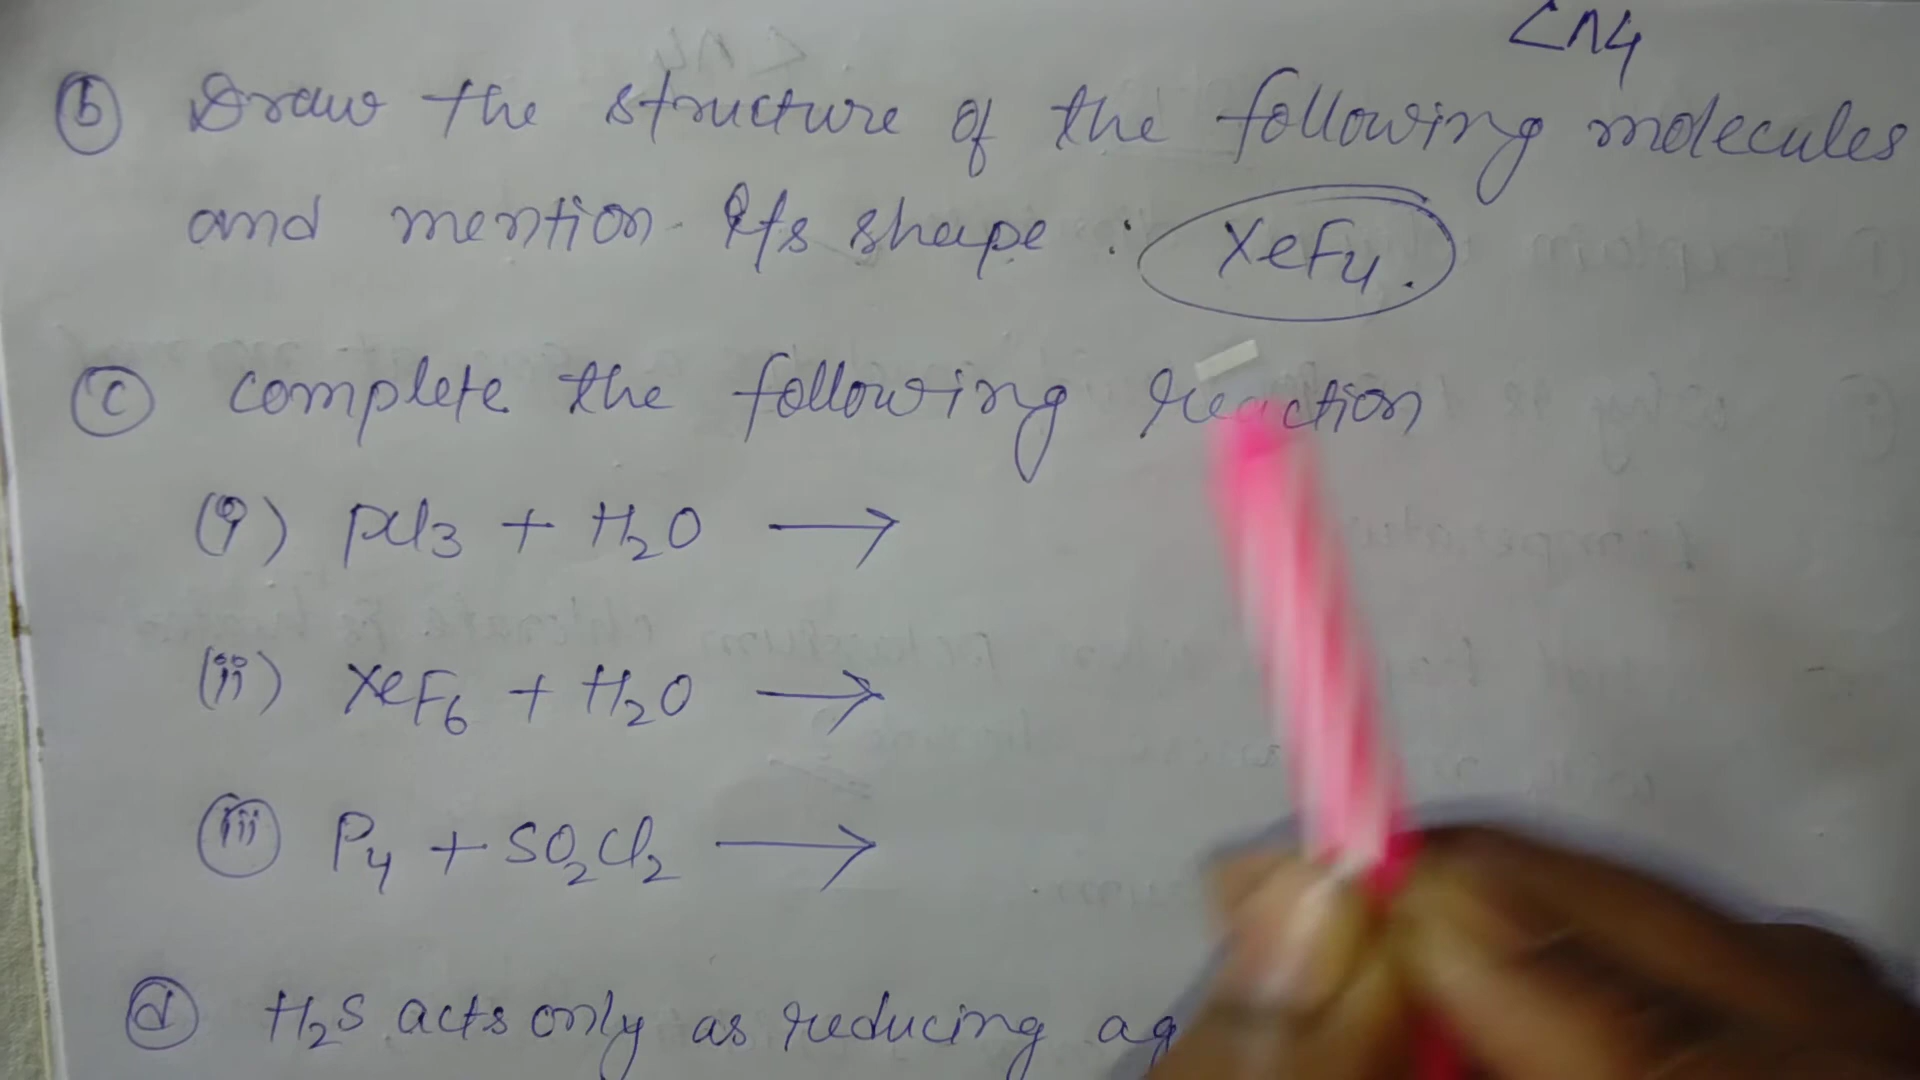 (b) Draw the structure of the following molecules
and mention its shape : XeF4.
(c) complete the following reaction
(i) PCl3 + H2O →
(ii) XeF6 + H2O →
(iii) P4 + SO2Cl2 →
(d) H2S acts only as reducing ag